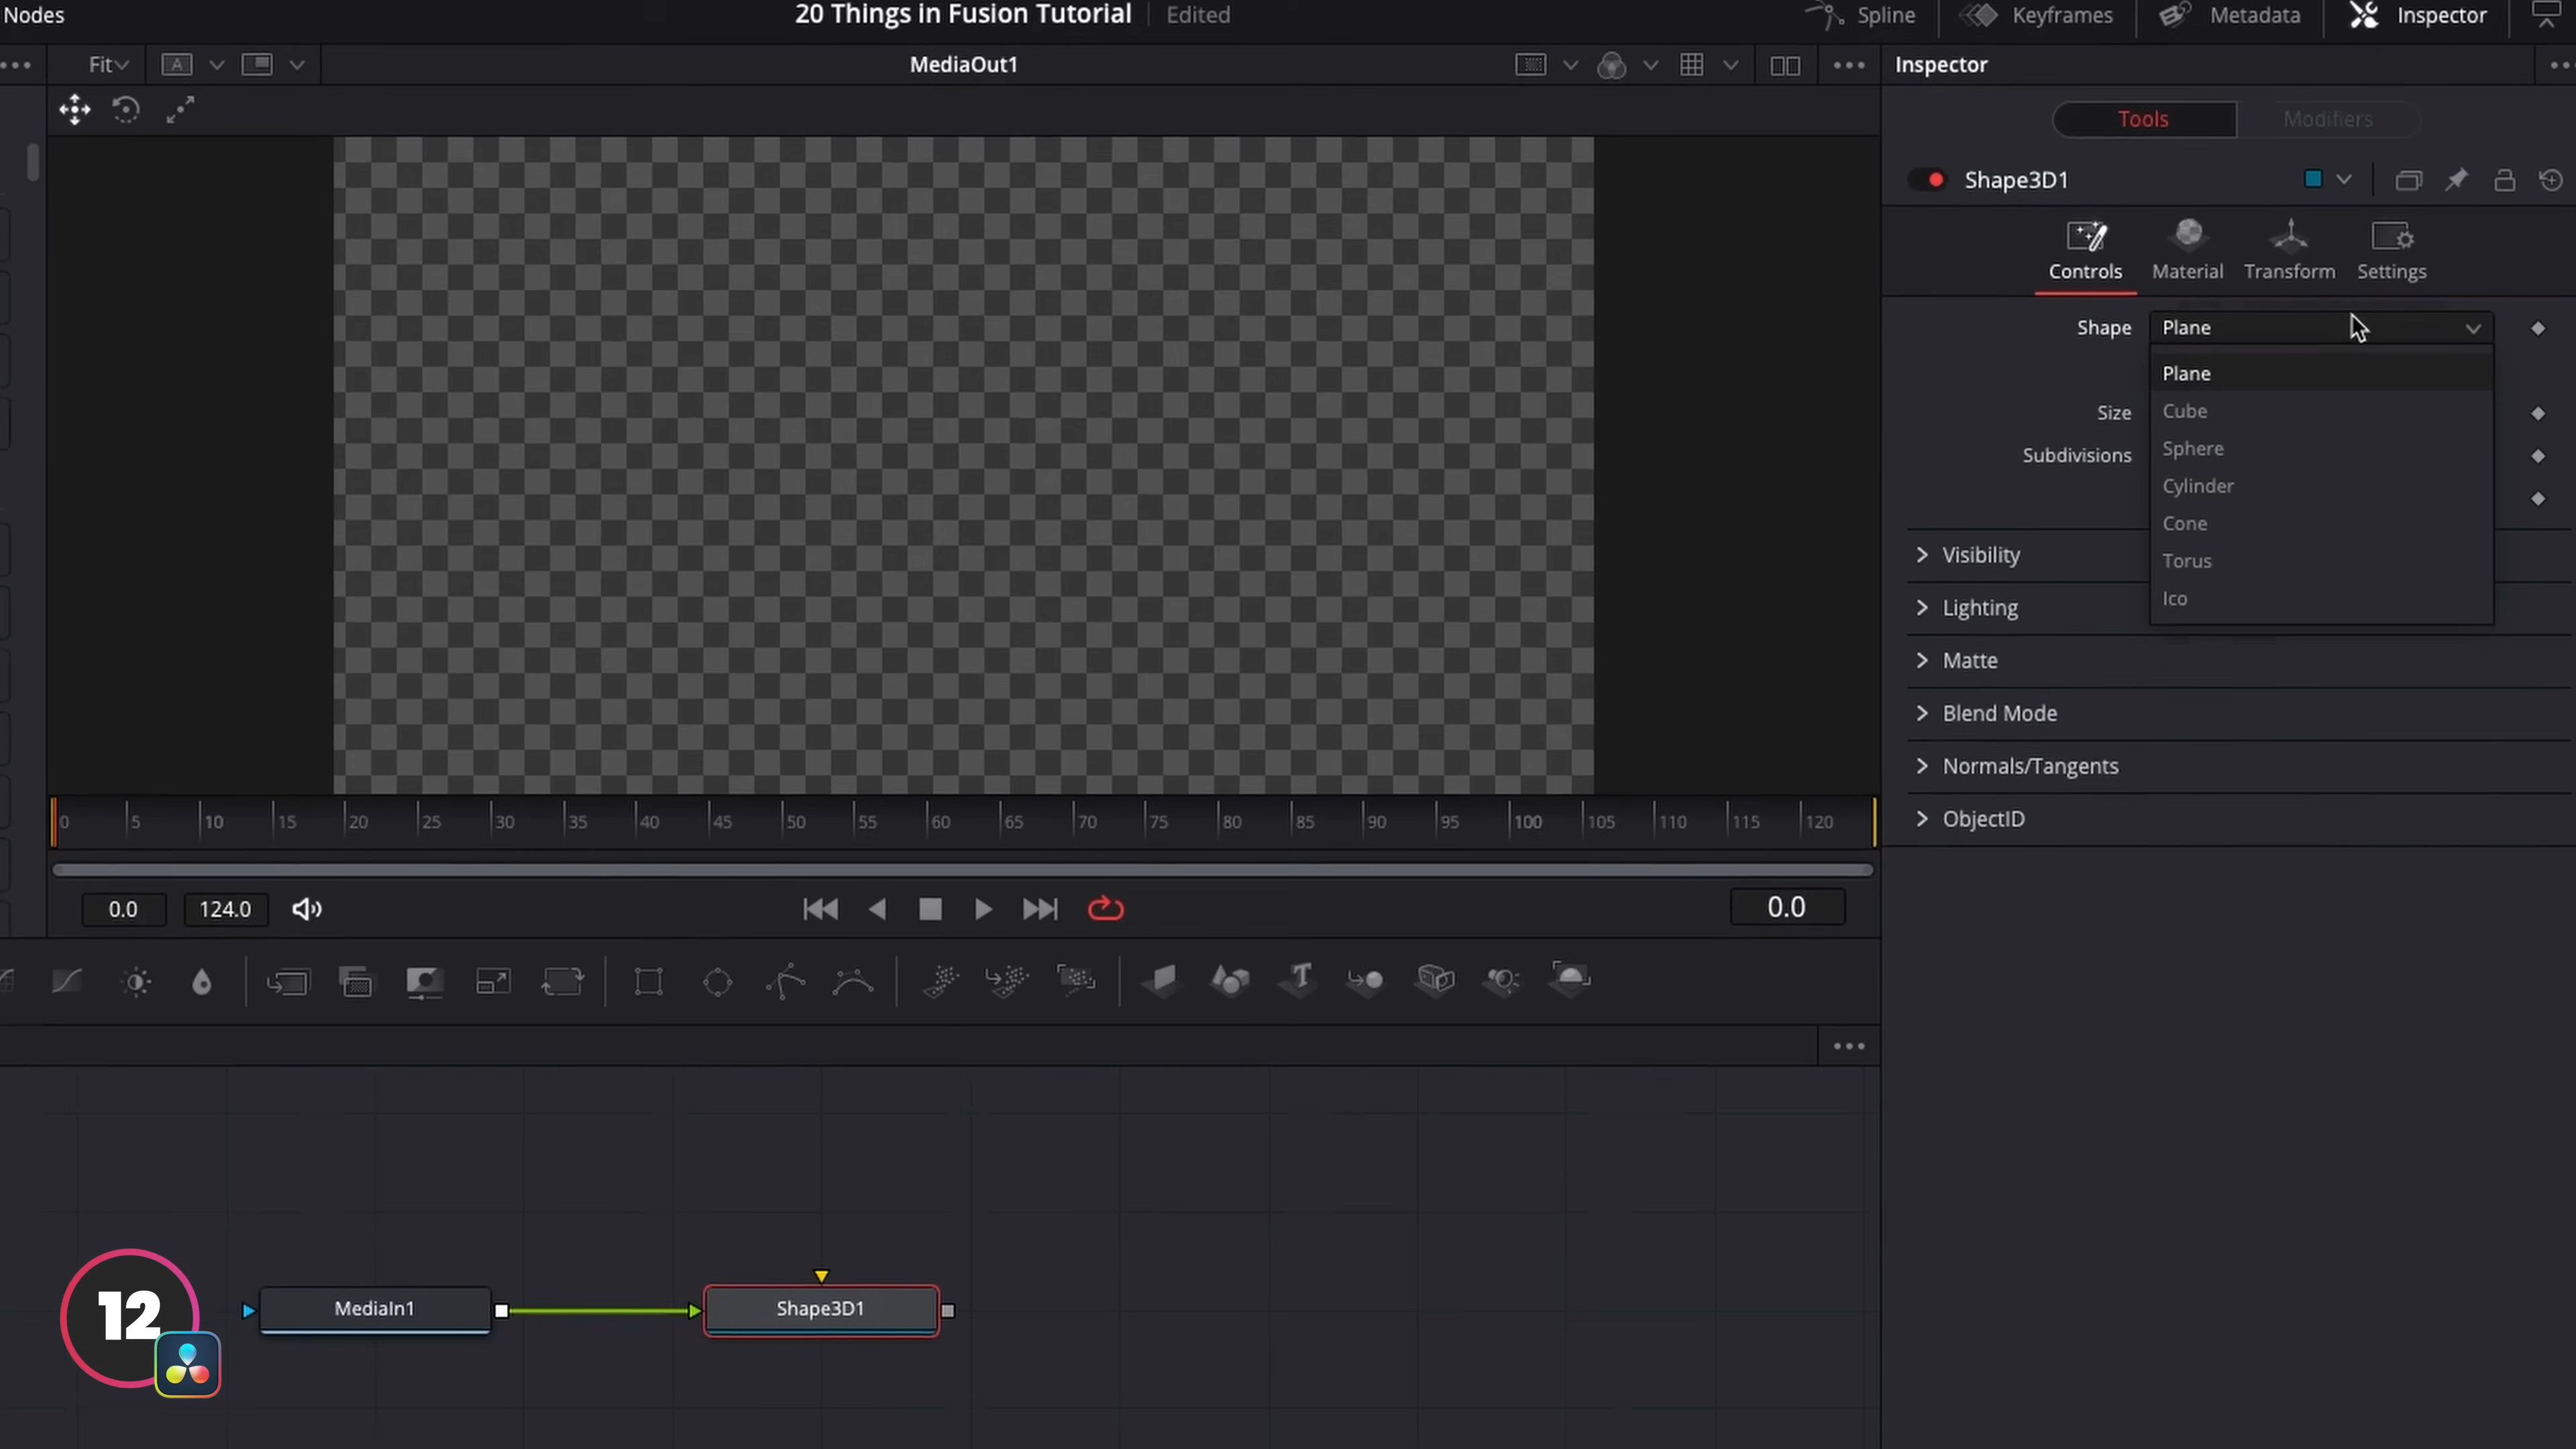 Nodes
20 Things in Fusion Tutorial
Edited
Spline
Keyframes
Metadata
Inspector
Fit
A
MediaOut1
Inspector
Tools
Modifiers
Shape3D1
Controls
Material
Transform
Settings
Shape
Plane
Plane
Cube
Size
Sphere
Subdivisions
Cylinder
Cone
Visibility
Torus
Ico
Lighting
Matte
Blend Mode
Normals/Tangents
ObjectID
0 5 10 15 20 25 30 35 40 45 50 55 60 65 70 75 80 85 90 95 100 105 110 115 120
0.0
124.0
0.0
T
MediaIn1
Shape3D1
12